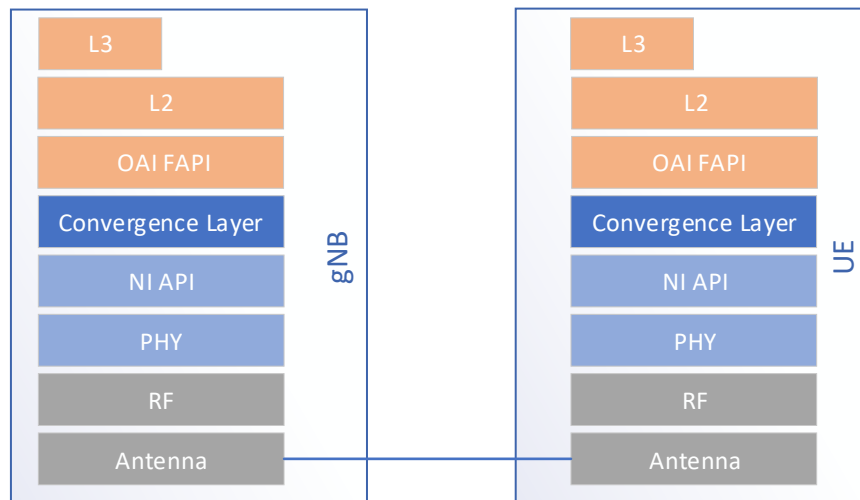 L3
L2
OAI FAPI
Convergence Layer
NI API
PHY
RF
Antenna
gNB
L3
L2
OAI FAPI
Convergence Layer
NI API
PHY
RF
Antenna
UE